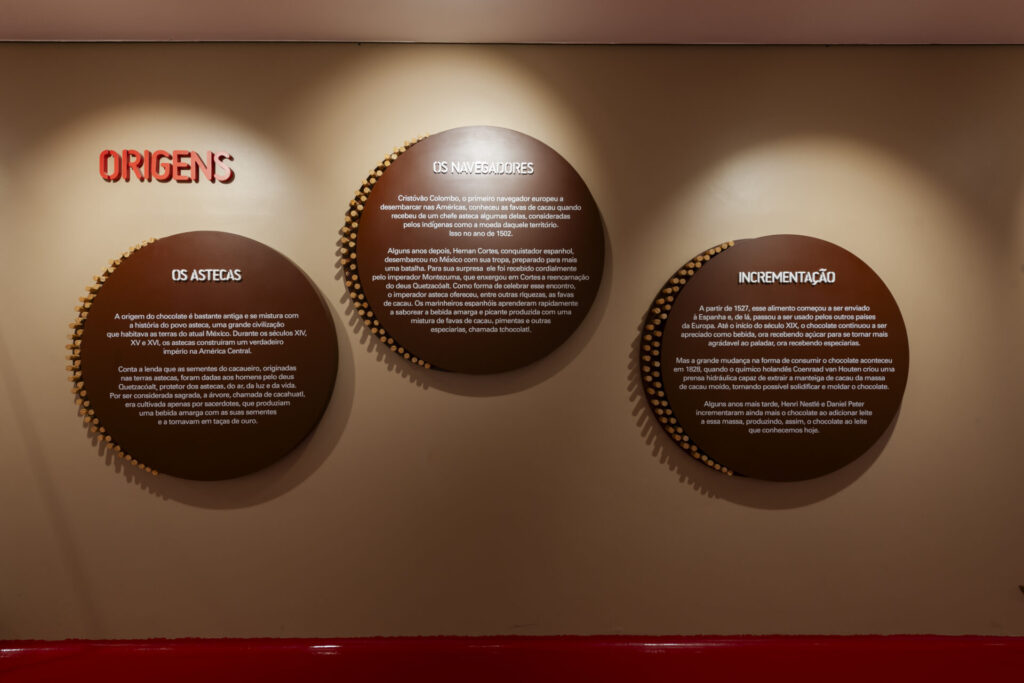 ORIGENS
OS ASTECAS
A origem do chocolate é bastante antiga e se mistura com
a história do povo asteca, uma grande civilização
que habitava as terras do atual México. Durante os séculos XIV,
XV e XVI, os astecas construíram um verdadeiro
império na América Central.
Conta a lenda que as sementes do cacaueiro, originadas
nas terras astecas, foram dadas aos homens pelo deus
Quetzacóalt, protetor dos astecas, do ar, da luz e da vida.
Por ser considerada sagrada, a árvore, chamada de cacahuatl,
era cultivada apenas por sacerdotes, que produziam
uma bebida amarga com as suas sementes
e a tomavam em taças de ouro.
OS NAVEGADORES
Cristóvão Colombo, o primeiro navegador europeu a
desembarcar nas Américas, conheceu as favas de cacau quando
recebeu de um chefe asteca algumas delas, consideradas
pelos indígenas como a moeda daquele território.
Isso no ano de 1502.
Alguns anos depois, Hernan Cortes, conquistador espanhol,
desembarcou no México com sua tropa, preparado para mais
uma batalha. Para sua surpresa ele foi recebido cordialmente
pelo imperador Montezuma, que enxergou em Cortes a reencarnação
do deus Quetzacóalt. Como forma de celebrar esse encontro,
o imperador asteca ofereceu, entre outras riquezas, as favas
de cacau. Os marinheiros espanhóis aprenderam rapidamente
a saborear a bebida amarga e picante produzida com uma
mistura de favas de cacau, pimentas e outras
especiarias, chamada tchocolatl.
INCREMENTAÇÃO
A partir de 1527, esse alimento começou a ser enviado
à Espanha e, de lá, passou a ser usado pelos outros países
da Europa. Até o início do século XIX, o chocolate continuou a ser
apreciado como bebida, ora recebendo açúcar para se tornar mais
agradável ao paladar, ora recebendo especiarias.
Mas a grande mudança na forma de consumir o chocolate aconteceu
em 1828, quando o químico holandês Coenraad van Houten criou uma
prensa hidráulica capaz de extrair a manteiga de cacau da massa
de cacau moído, tornando possível solidificar e moldar o chocolate.
Alguns anos mais tarde, Henri Nestlé e Daniel Peter
incrementaram ainda mais o chocolate ao adicionar leite
a essa massa, produzindo, assim, o chocolate ao leite
que conhecemos hoje.